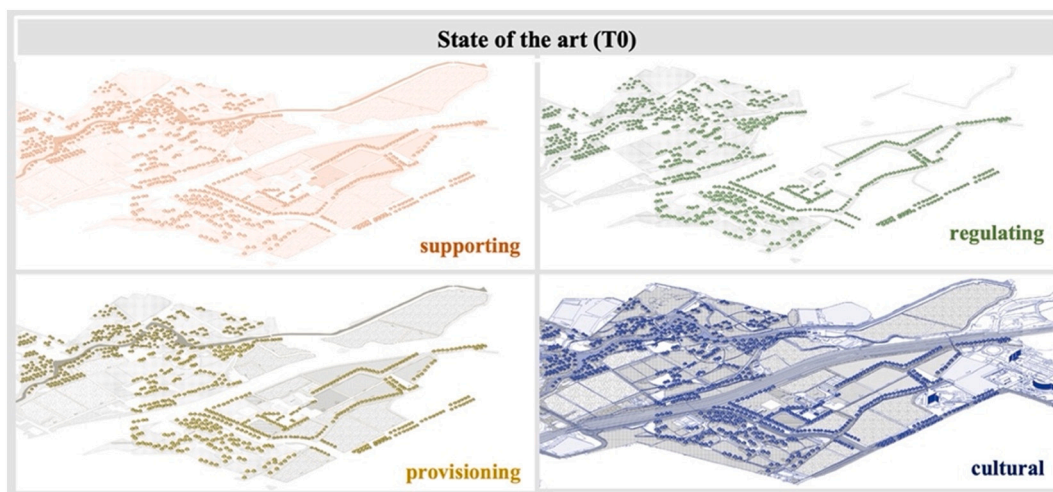 State of the art (T0)
supporting
regulating
provisioning
cultural